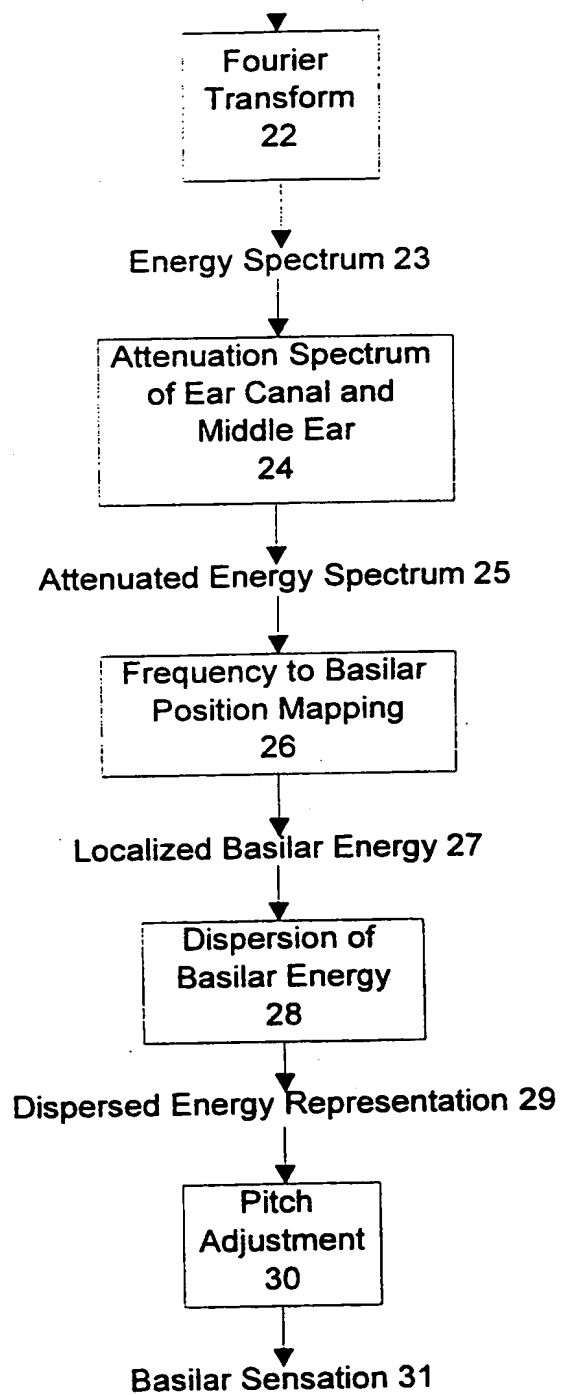 Fourier
Transform
22
Energy Spectrum 23
Attenuation Spectrum
of Ear Canal and
Middle Ear
24
Attenuated Energy Spectrum 25
Frequency to Basilar
Position Mapping
26
Localized Basilar Energy 27
Dispersion of
Basilar Energy
28
Dispersed Energy Representation 29
Pitch
Adjustment
30
Basilar Sensation 31